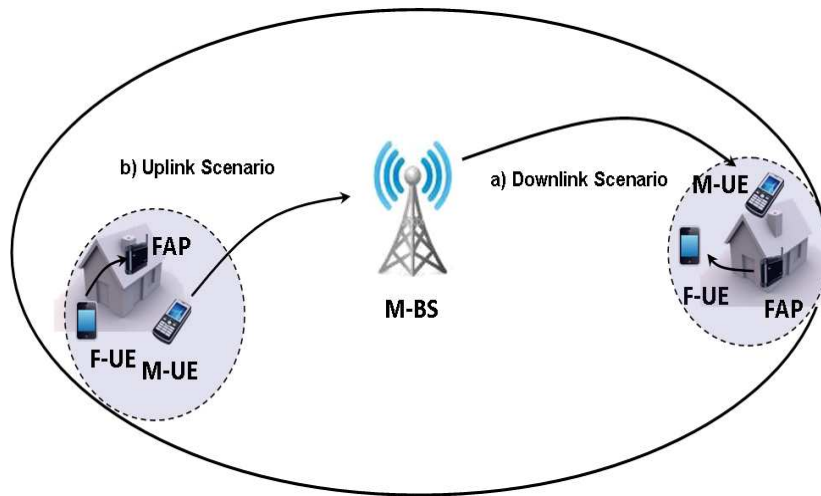 b) Uplink Scenario
a) Downlink Scenario
M-UE
FAP
F-UE
M-UE
M-BS
F-UE
FAP